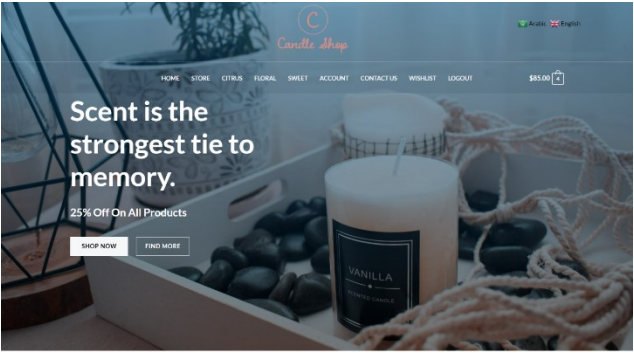 C
Candle Shop
Arabic English
HOME STORE CITRUS FLORAL SWEET ACCOUNT CONTACT US WISHLIST LOGOUT $85.00 4
Scent is the
strongest tie to
memory.
25% Off On All Products
SHOP NOW FIND MORE
VANILLA
SCENTED CANDLE